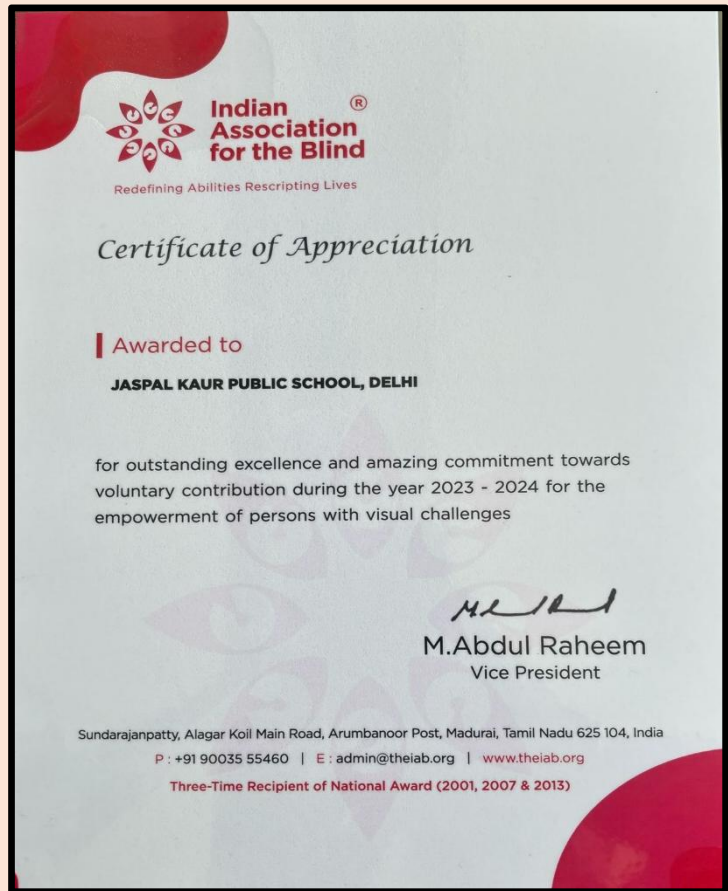 Indian ®
Association
for the Blind
Redefining Abilities Rescripting Lives
Certificate of Appreciation
Awarded to
JASPAL KAUR PUBLIC SCHOOL, DELHI
for outstanding excellence and amazing commitment towards
voluntary contribution during the year 2023 - 2024 for the
empowerment of persons with visual challenges
M.Abdul Raheem
Vice President
Sundarajanpatty, Alagar Koil Main Road, Arumbanoor Post, Madurai, Tamil Nadu 625 104, India
P : +91 90035 55460 | E : admin@theiab.org | www.theiab.org
Three-Time Recipient of National Award (2001, 2007 & 2013)